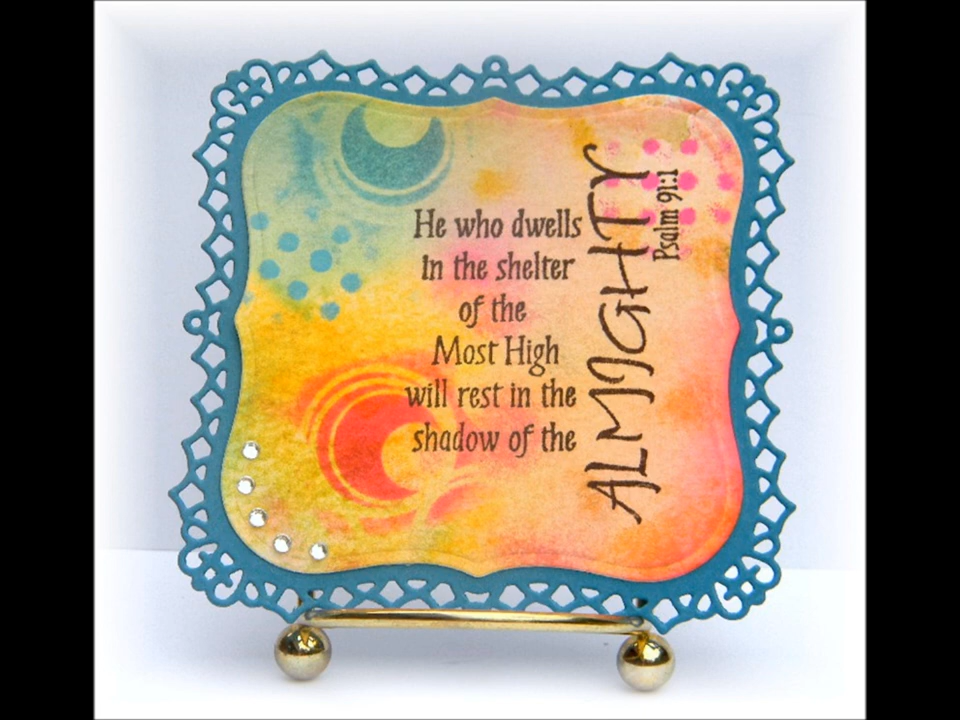 He who dwells
In the shelter
of the
Most High
will rest in the
shadow of the
ALMIGHTY
Psalm 91:1